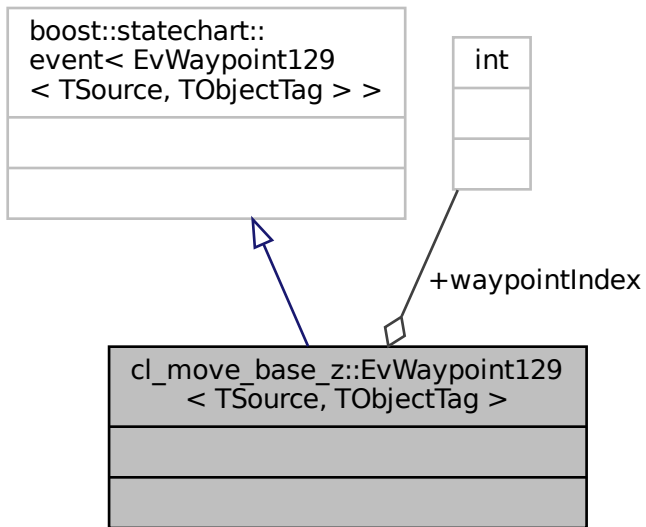 boost::statechart::
event< EvWaypoint129
< TSource, TObjectTag > >
int
+waypointIndex
cl_move_base_z::EvWaypoint129
< TSource, TObjectTag >